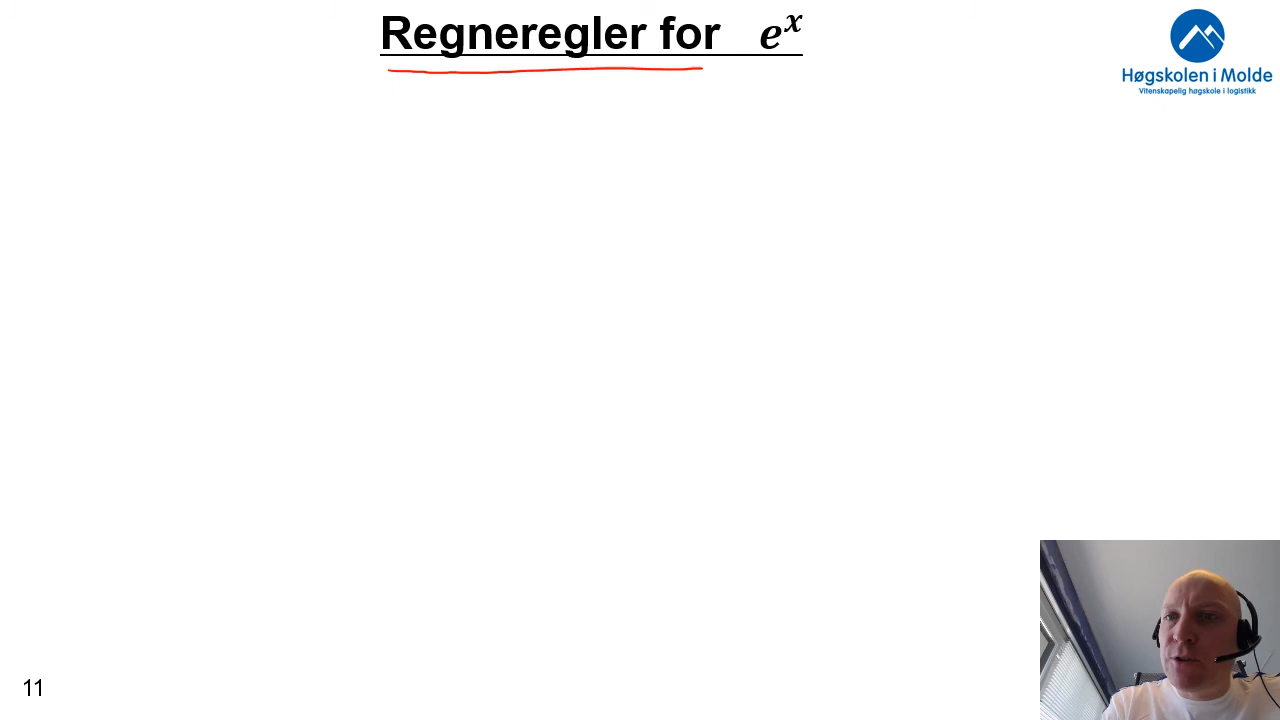 Regneregler for e^x
Høgskolen i Molde
Vitenskapelig høgskole i logistikk
11